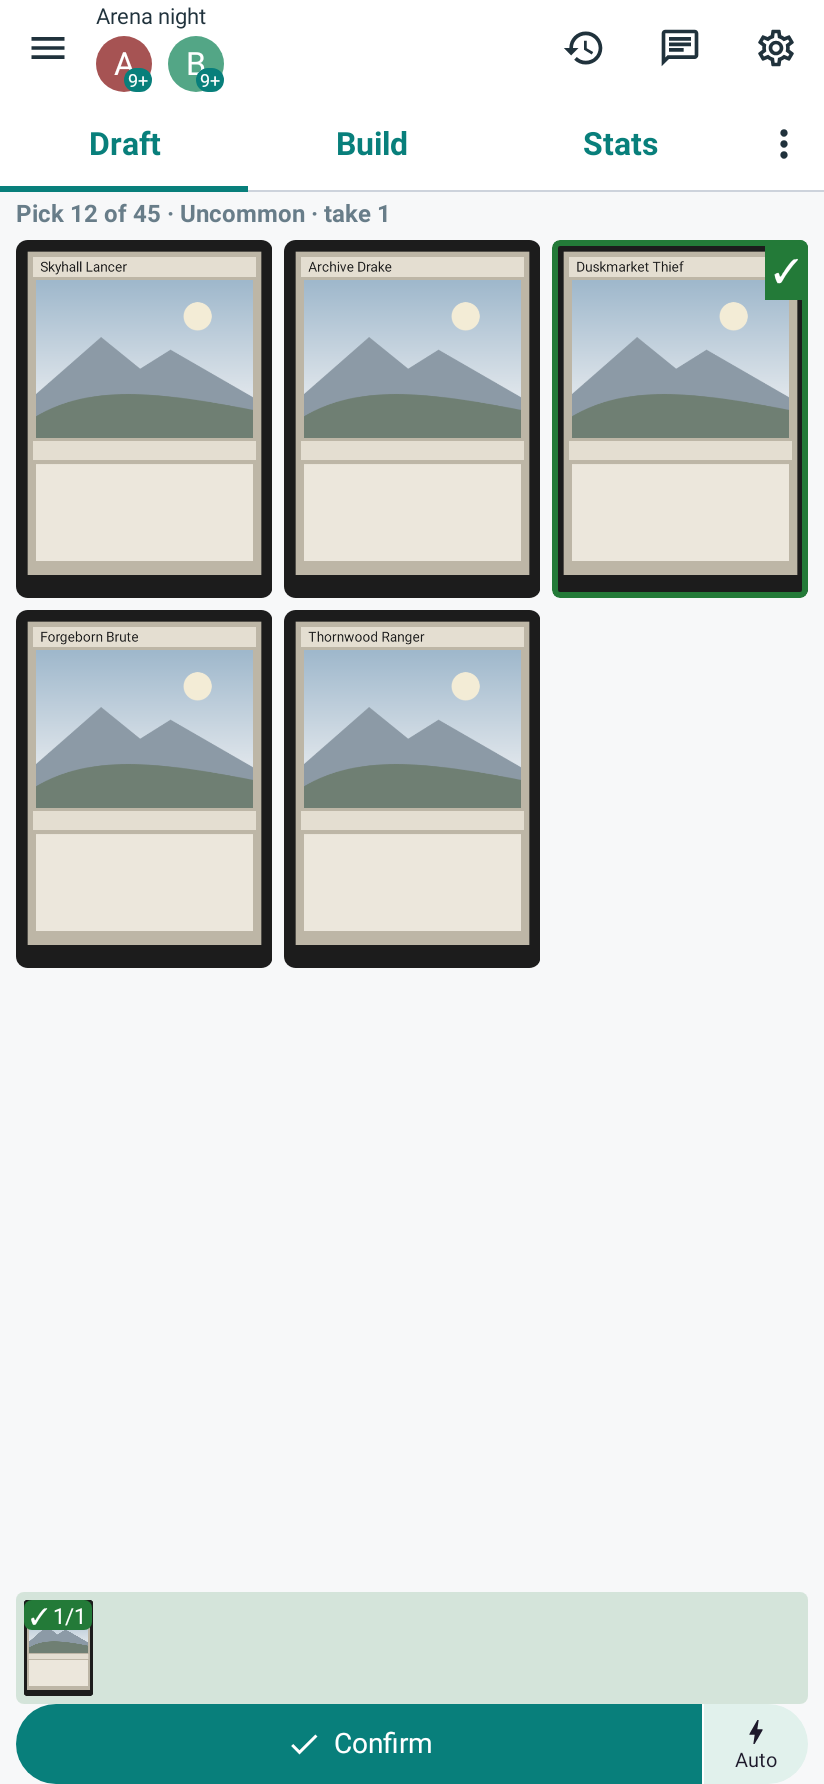 Arena night
A 9+ B 9+
Draft Build Stats
Pick 12 of 45 · Uncommon · take 1
Skyhall Lancer
Archive Drake
Duskmarket Thief
✓
Forgeborn Brute
Thornwood Ranger
✓ 1/1
Confirm
Auto